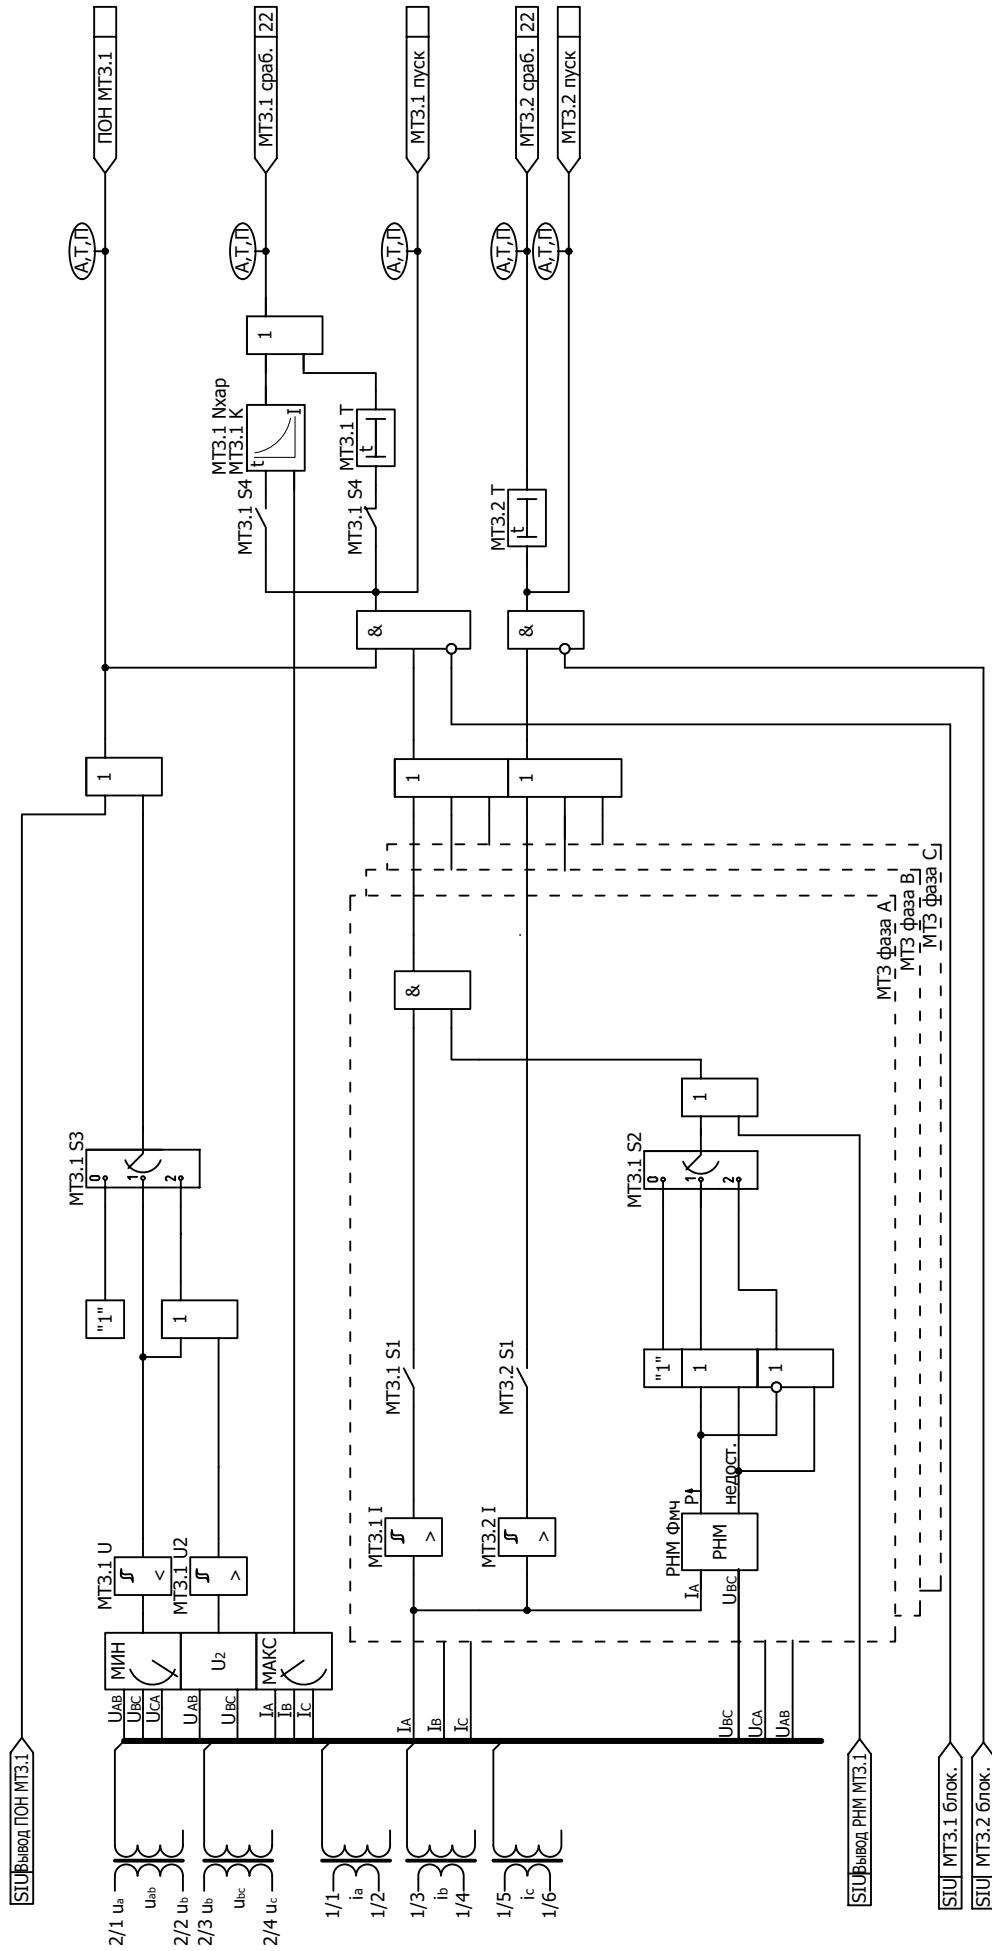 ПОН МТЗ.1
МТЗ.1 сраб. 22
МТЗ.1 пуск
МТЗ.2 сраб. 22
МТЗ.2 пуск
А,Т,П
А,Т,П
А,Т,П
А,Т,П
А,Т,П
1
МТЗ.1 Nхар
МТЗ.1 K
t
I
МТЗ.1 T
t
МТЗ.1 S4
МТЗ.1 S4
МТЗ.2 T
t
&
&
1
1
1
МТЗ фаза А
МТЗ фаза В
МТЗ фаза С
&
1
МТЗ.1 S3
0
1
2
МТЗ.1 S2
0
1
2
"1"
1
МТЗ.1 S1
МТЗ.2 S1
"1"
1
1
МТЗ.1 U
<
МТЗ.1 U2
>
МТЗ.1 I
>
МТЗ.2 I
>
РНМ Фмч
P
недост.
РНМ
IA
UBC
МИН
U2
МАКС
UAB
UBC
UCA
UAB
UBC
IA
IB
IC
IA
IB
IC
UBC
UCA
UAB
SIU Вывод ПОН МТЗ.1
SIU Вывод РНМ МТЗ.1
SIU МТЗ.1 блок.
SIU МТЗ.2 блок.
2/1 ua
uab
2/2 ub
2/3 ub
ubc
2/4 uc
1/1
ia
1/2
1/3
ib
1/4
1/5
ic
1/6